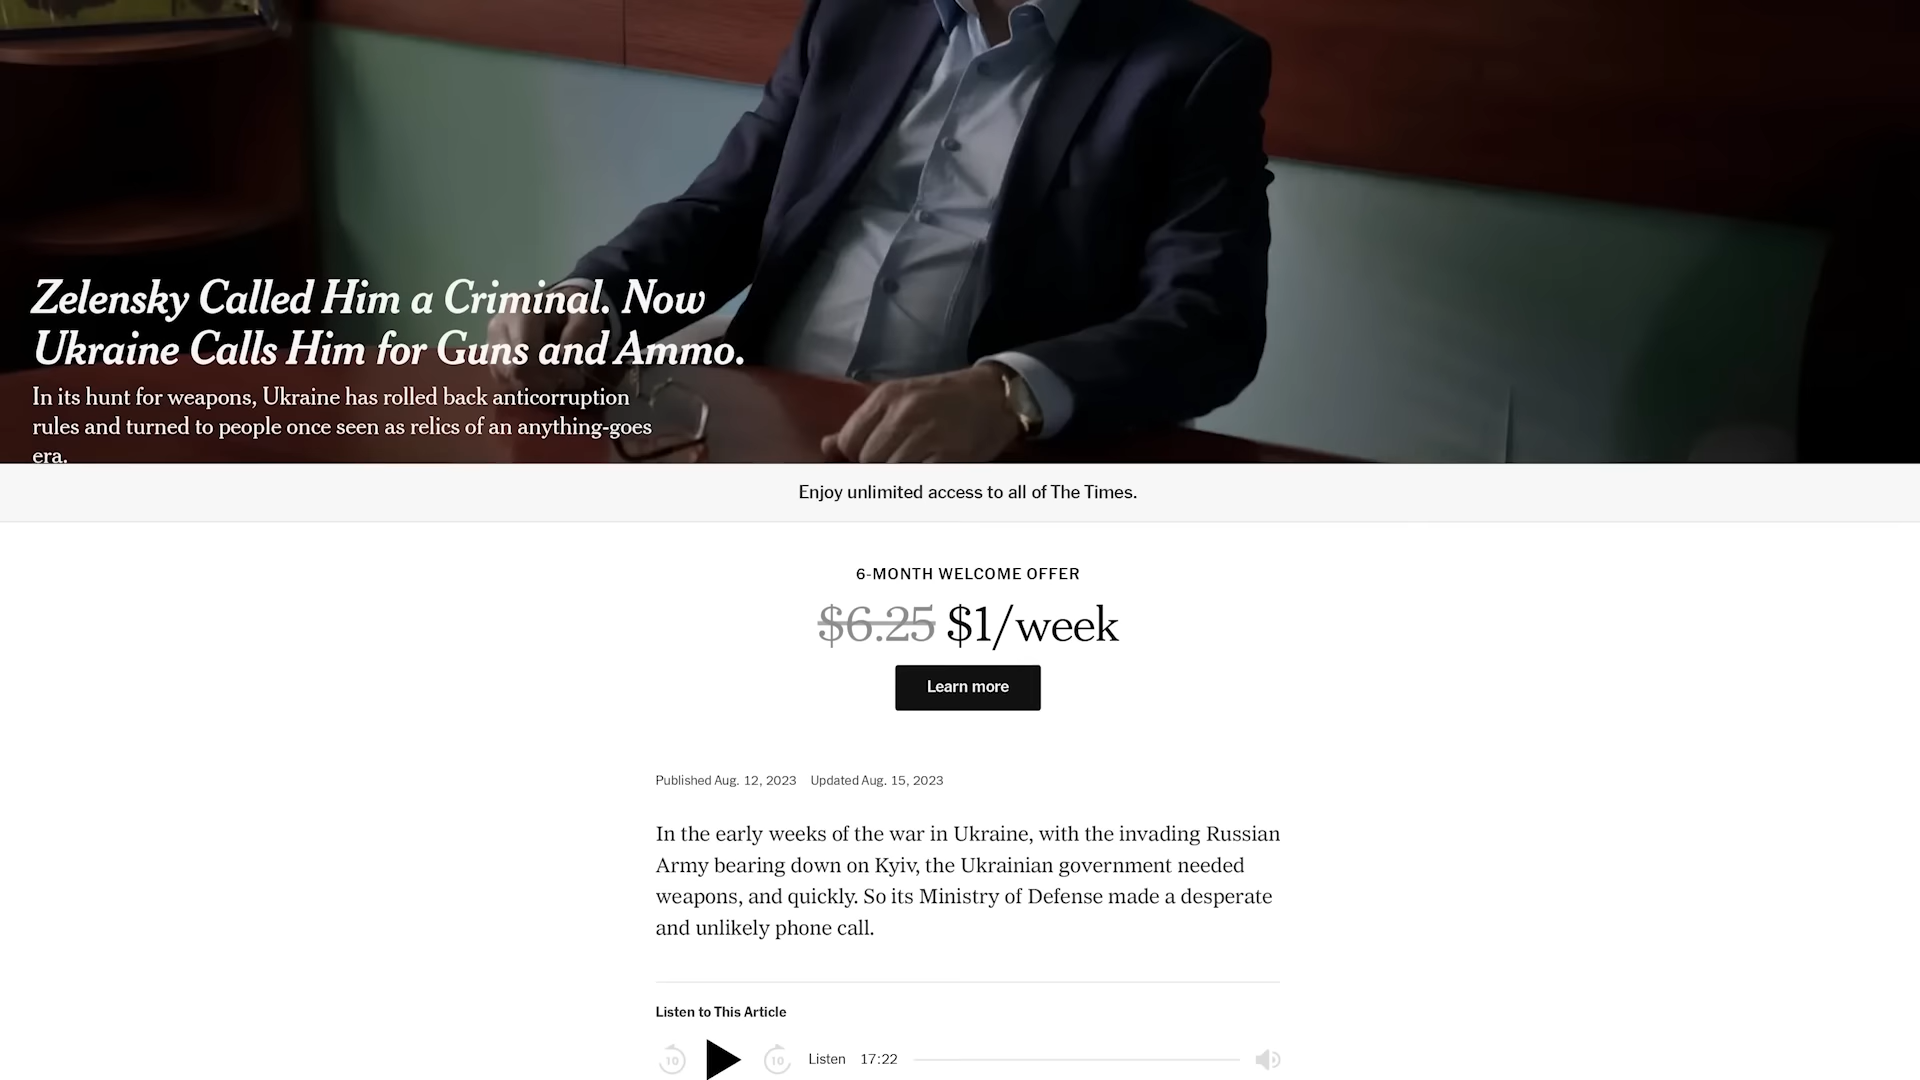 Zelensky Called Him a Criminal. Now
Ukraine Calls Him for Guns and Ammo.
In its hunt for weapons, Ukraine has rolled back anticorruption
rules and turned to people once seen as relics of an anything-goes
era.
Enjoy unlimited access to all of The Times.
6-MONTH WELCOME OFFER
$6.25 $1/week
Learn more
Published Aug. 12, 2023 Updated Aug. 15, 2023
In the early weeks of the war in Ukraine, with the invading Russian
Army bearing down on Kyiv, the Ukrainian government needed
weapons, and quickly. So its Ministry of Defense made a desperate
and unlikely phone call.
Listen to This Article
10 10 Listen 17:22